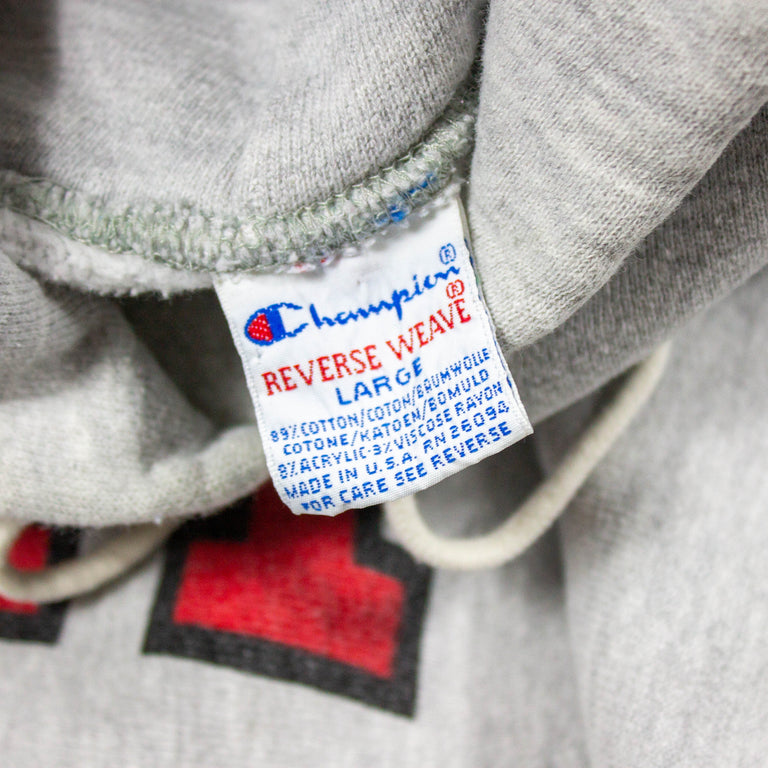 Champion®
REVERSE WEAVE®
LARGE
89% COTTON/COTON/BAUMWOLLE
COTONE/KATOEN/BOMULD
8% ACRYLIC-3% VISCOSE RAYON
MADE IN U.S.A. RN 26094
FOR CARE SEE REVERSE